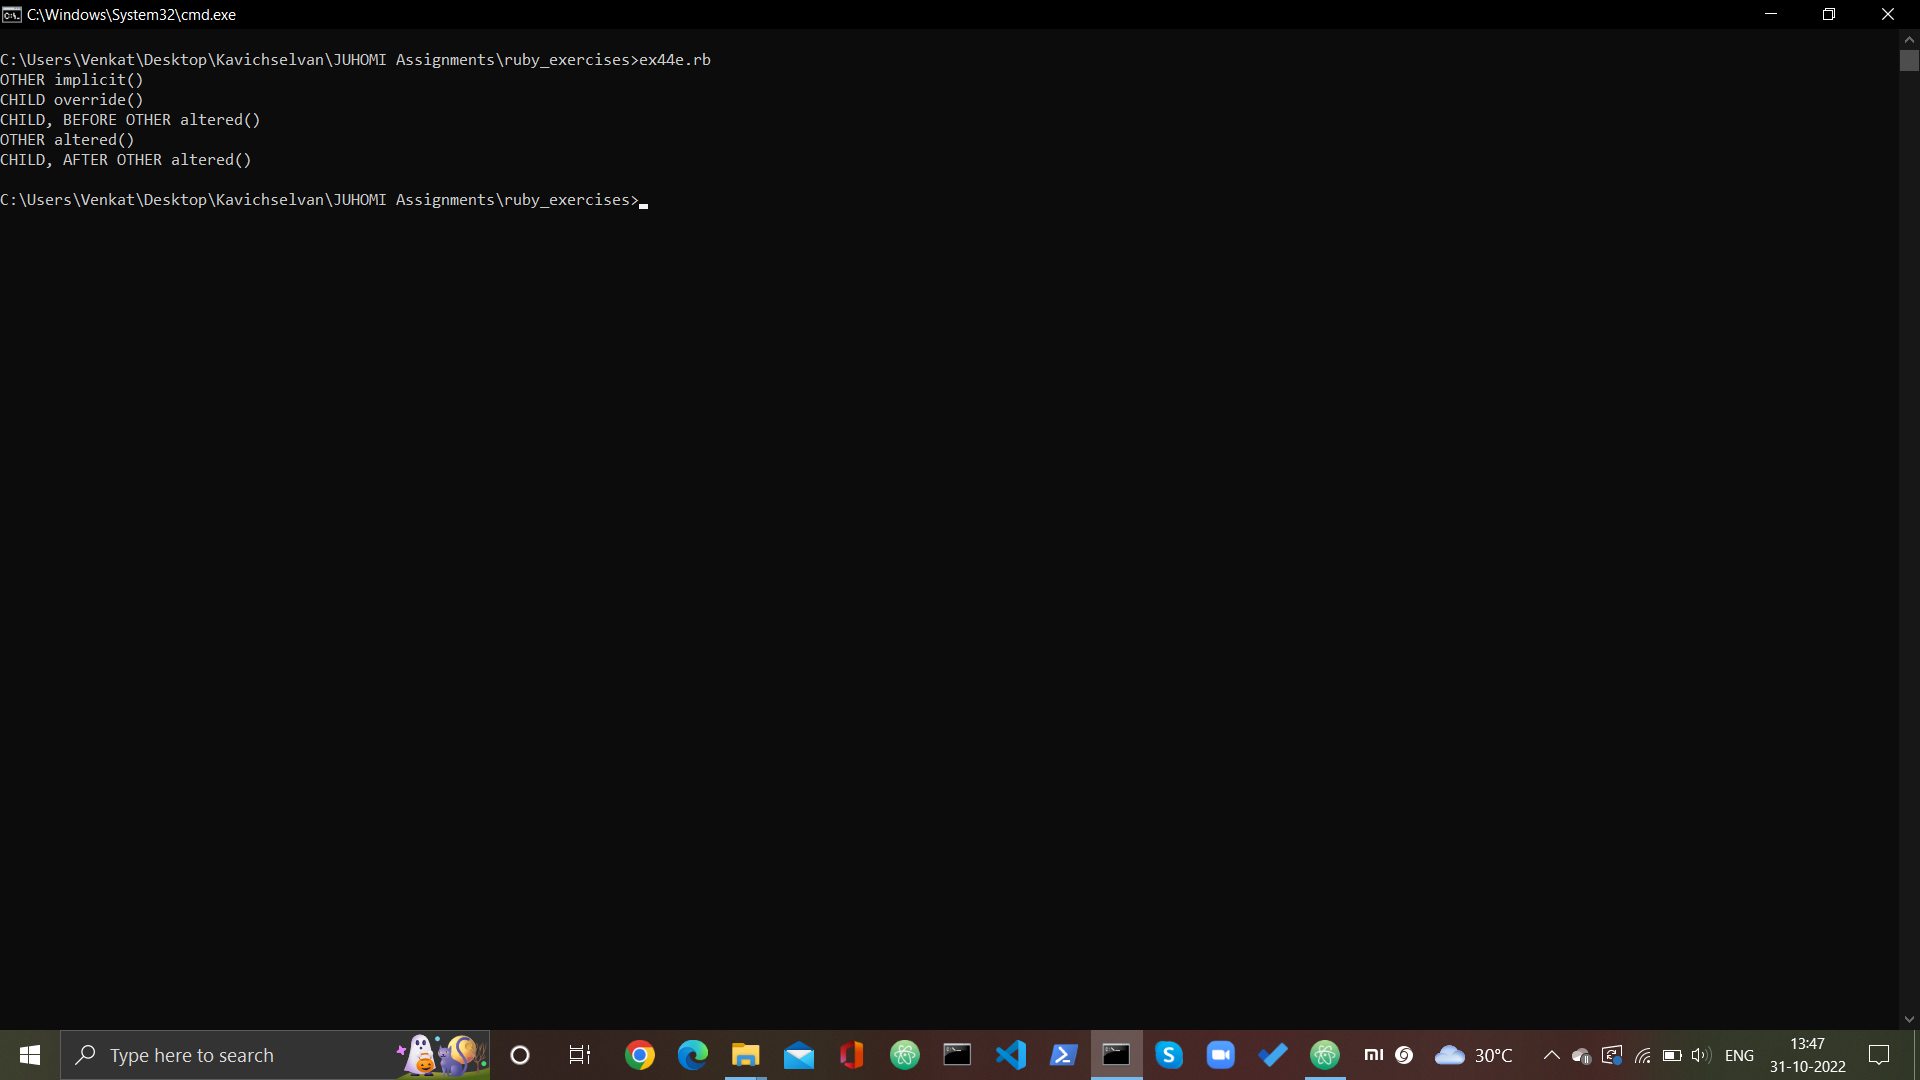 C:\Windows\System32\cmd.exe
C:\Users\Venkat\Desktop\Kavichselvan\JUHOMI Assignments\ruby_exercises>ex44e.rb
OTHER implicit()
CHILD override()
CHILD, BEFORE OTHER altered()
OTHER altered()
CHILD, AFTER OTHER altered()
C:\Users\Venkat\Desktop\Kavichselvan\JUHOMI Assignments\ruby_exercises>
Type here to search
30°C
ENG
13:47
31-10-2022